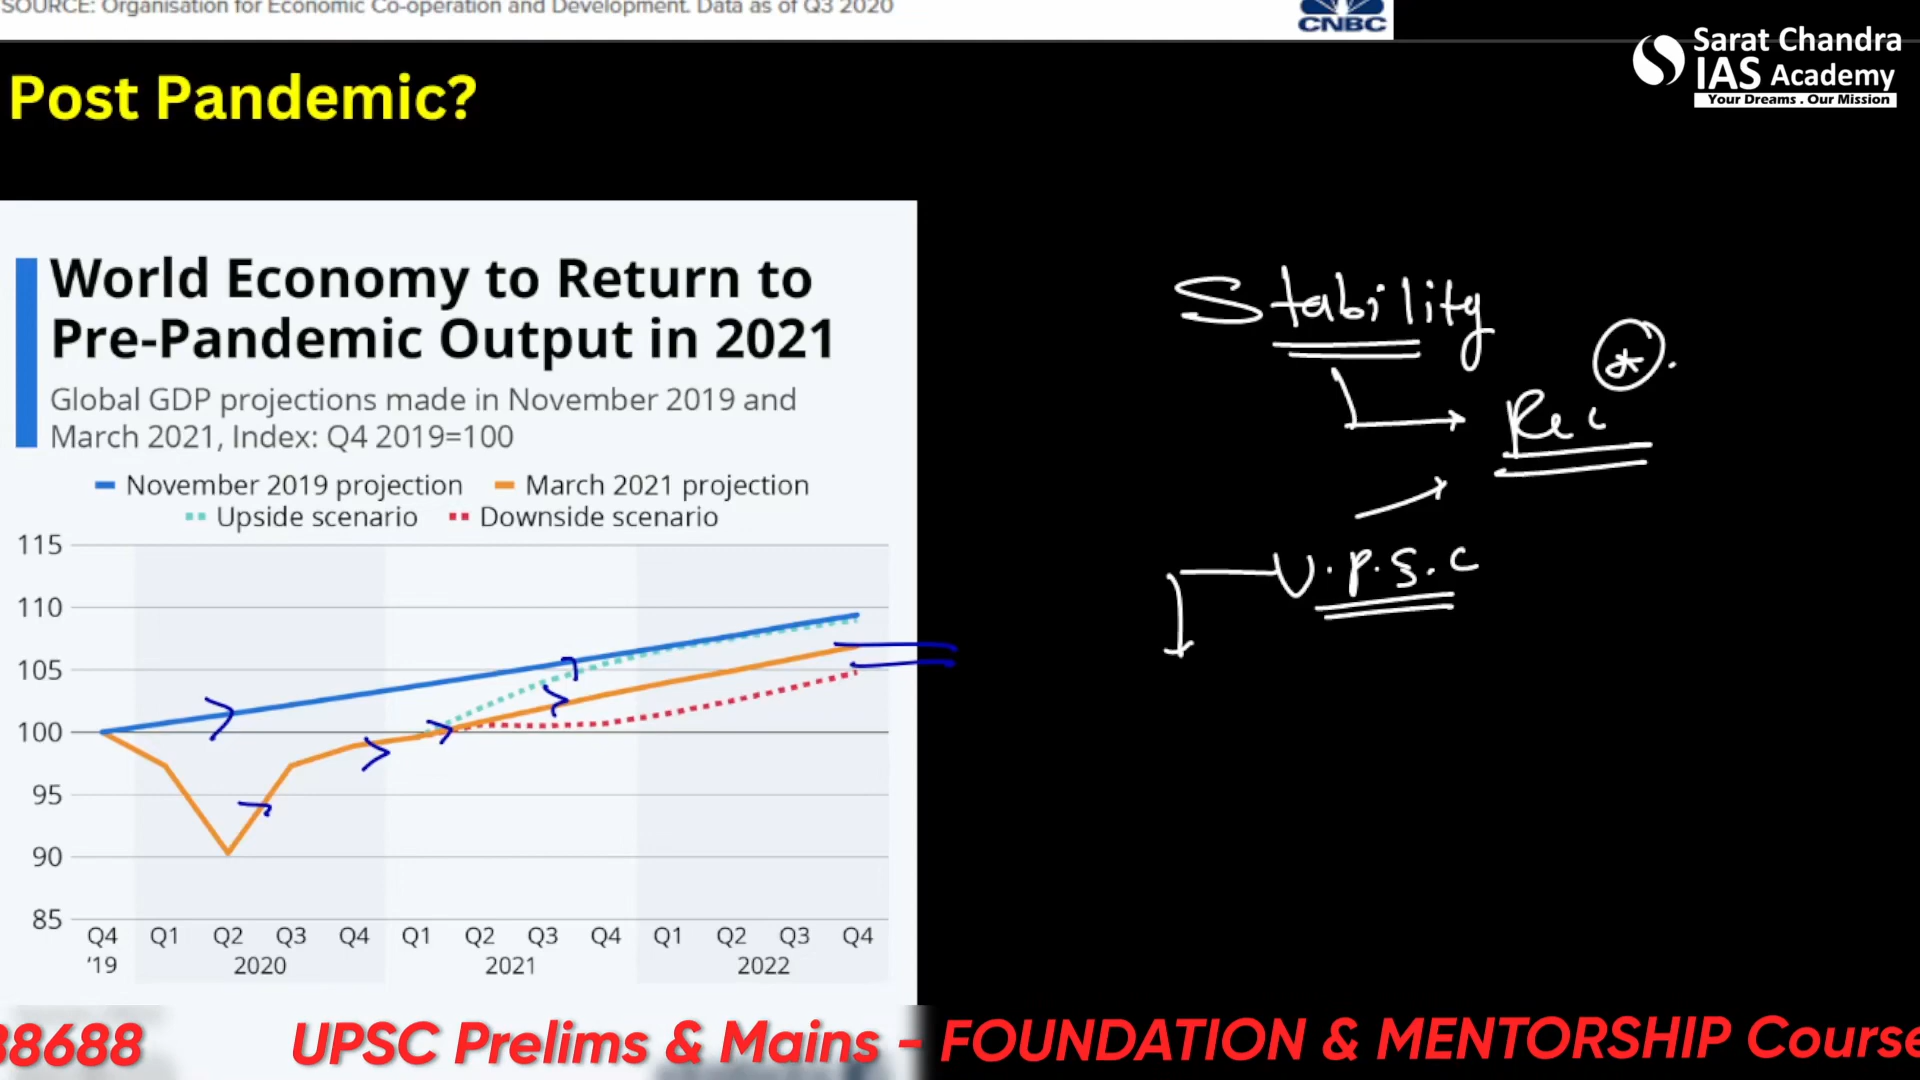 SOURCE: Organisation for Economic Co-operation and Development. Data as of Q3 2020
CNBC
Sarat Chandra
IAS Academy
Your Dreams . Our Mission
Post Pandemic?
World Economy to Return to
Pre-Pandemic Output in 2021
Global GDP projections made in November 2019 and
March 2021, Index: Q4 2019=100
November 2019 projection March 2021 projection
Upside scenario Downside scenario
115
110
105
100
95
90
85
Q4 Q1 Q2 Q3 Q4 Q1 Q2 Q3 Q4 Q1 Q2 Q3 Q4
'19 2020 2021 2022
Stability
Rec
U.P.S.C
38688 UPSC Prelims & Mains - FOUNDATION & MENTORSHIP Course